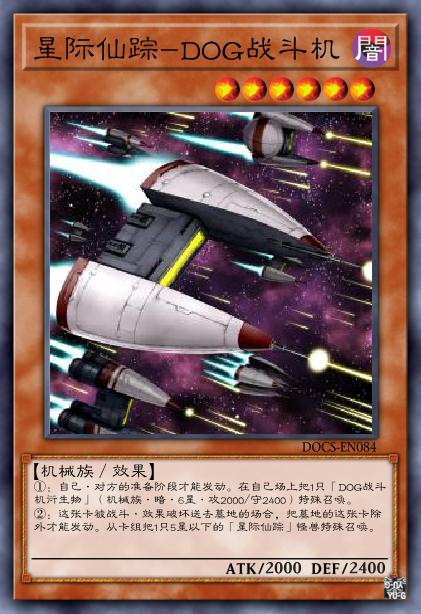 星际仙踪-DOG战斗机
闇
DOCS-EN084
【机械族/效果】
①：自己·对方的准备阶段才能发动。在自己场上把1只「DOG战斗
机衍生物」（机械族·暗·6星·攻2000/守2400）特殊召唤。
②：这张卡被战斗·效果破坏送去墓地的场合，把墓地的这张卡除
外才能发动。从卡组把1只5星以下的「星际仙踪」怪兽特殊召唤。
ATK/2000 DEF/2400